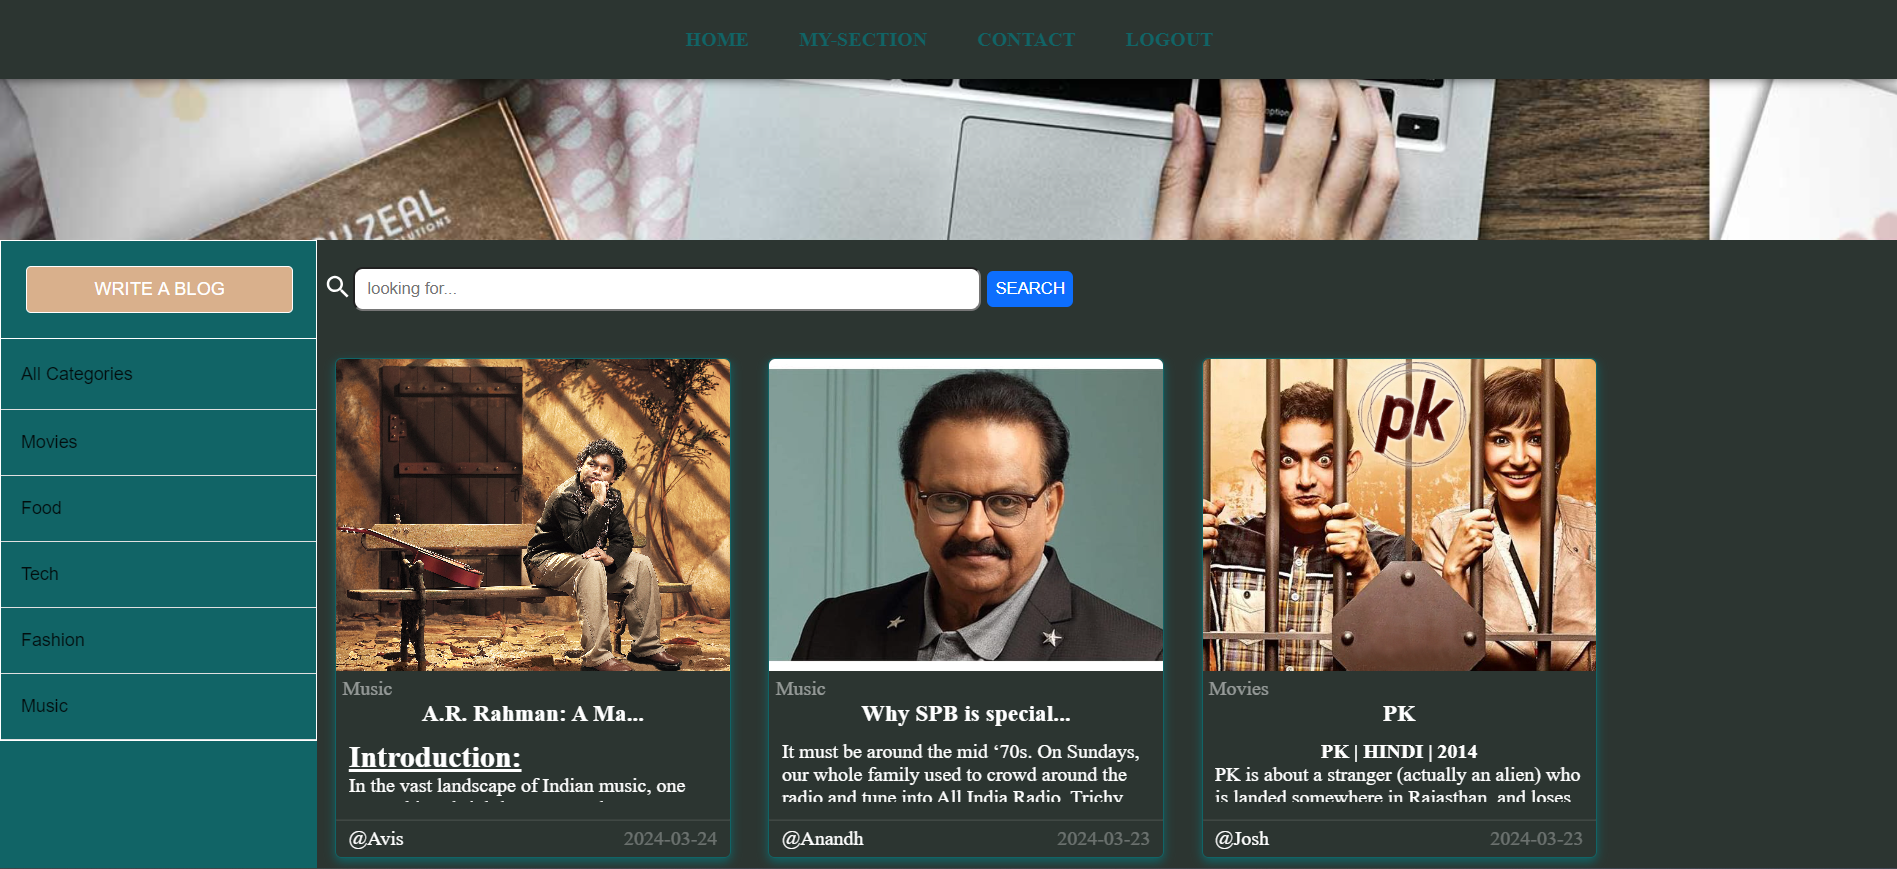 HOME MY-SECTION CONTACT LOGOUT
option
ZEAL
UTIONS
WRITE A BLOG
looking for...
SEARCH
All Categories
Movies
Food
Tech
Fashion
Music
pk
Music
A.R. Rahman: A Ma...
Introduction:
In the vast landscape of Indian music, one
@Avis 2024-03-24
Music
Why SPB is special...
It must be around the mid ‘70s. On Sundays,
our whole family used to crowd around the
radio and tune into All India Radio, Trichy
@Anandh 2024-03-23
Movies
PK
PK | HINDI | 2014
PK is about a stranger (actually an alien) who
is landed somewhere in Rajasthan, and loses
@Josh 2024-03-23